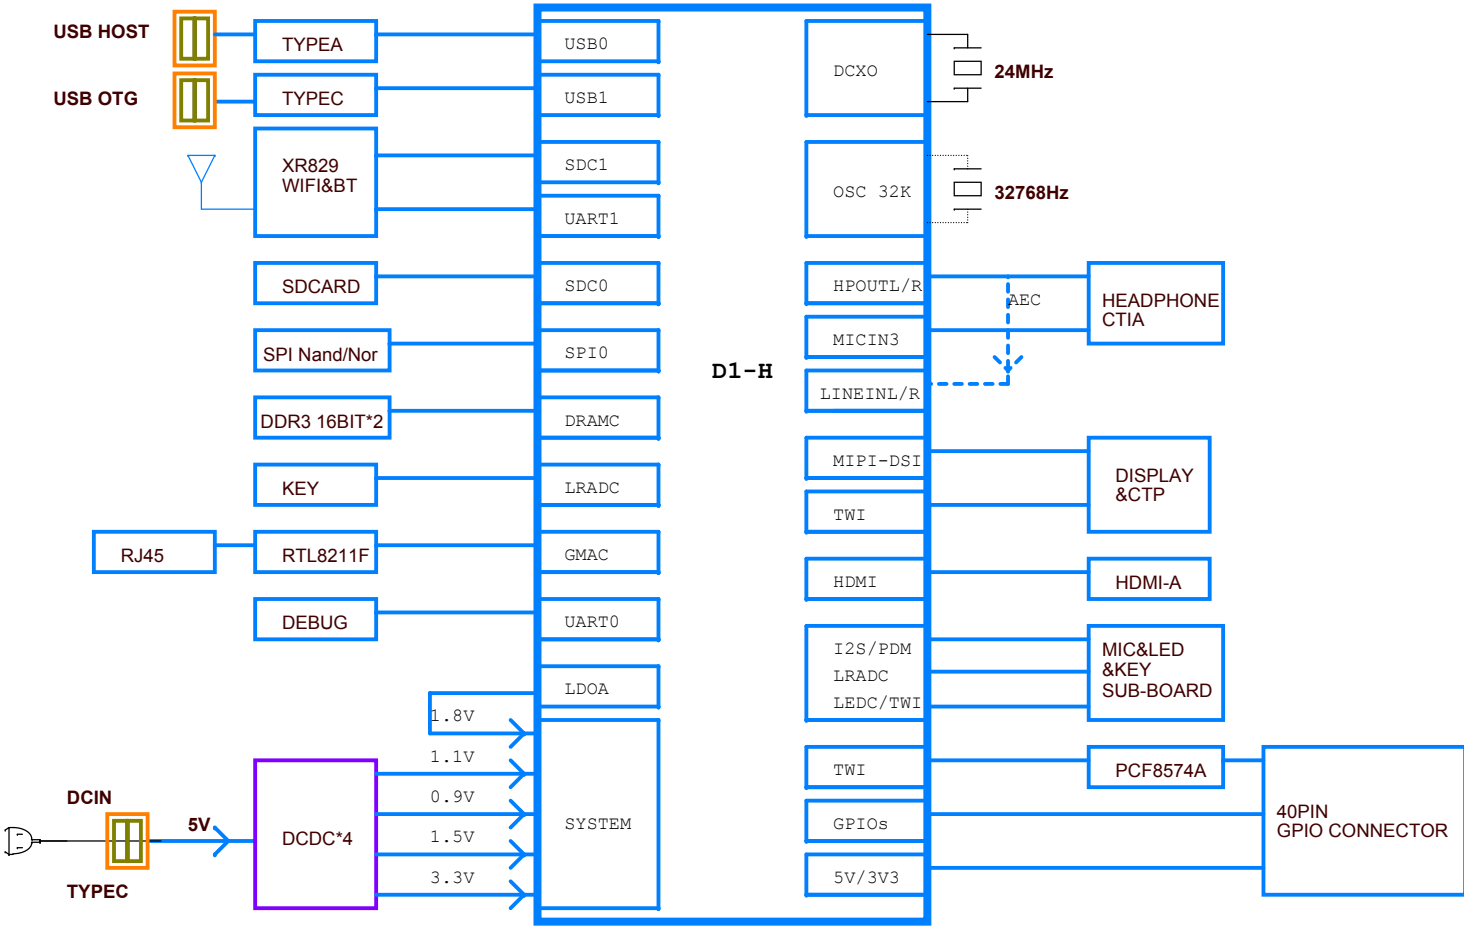 USB HOST
TYPEA
USB0
USB OTG
TYPEC
USB1
XR829
WIFI&BT
SDC1
UART1
SDCARD
SDC0
SPI Nand/Nor
SPI0
DDR3 16BIT*2
DRAMC
KEY
LRADC
RJ45
RTL8211F
GMAC
DEBUG
UART0
LDOA
1.8V
1.1V
0.9V
1.5V
3.3V
SYSTEM
DCIN
5V
DCDC*4
TYPEC
D1-H
DCXO
24MHz
OSC 32K
32768Hz
HPOUTL/R
AEC
HEADPHONE
CTIA
MICIN3
LINEINL/R
MIPI-DSI
DISPLAY
&CTP
TWI
HDMI
HDMI-A
I2S/PDM
LRADC
LEDC/TWI
MIC&LED
&KEY
SUB-BOARD
TWI
PCF8574A
GPIOs
5V/3V3
40PIN
GPIO CONNECTOR